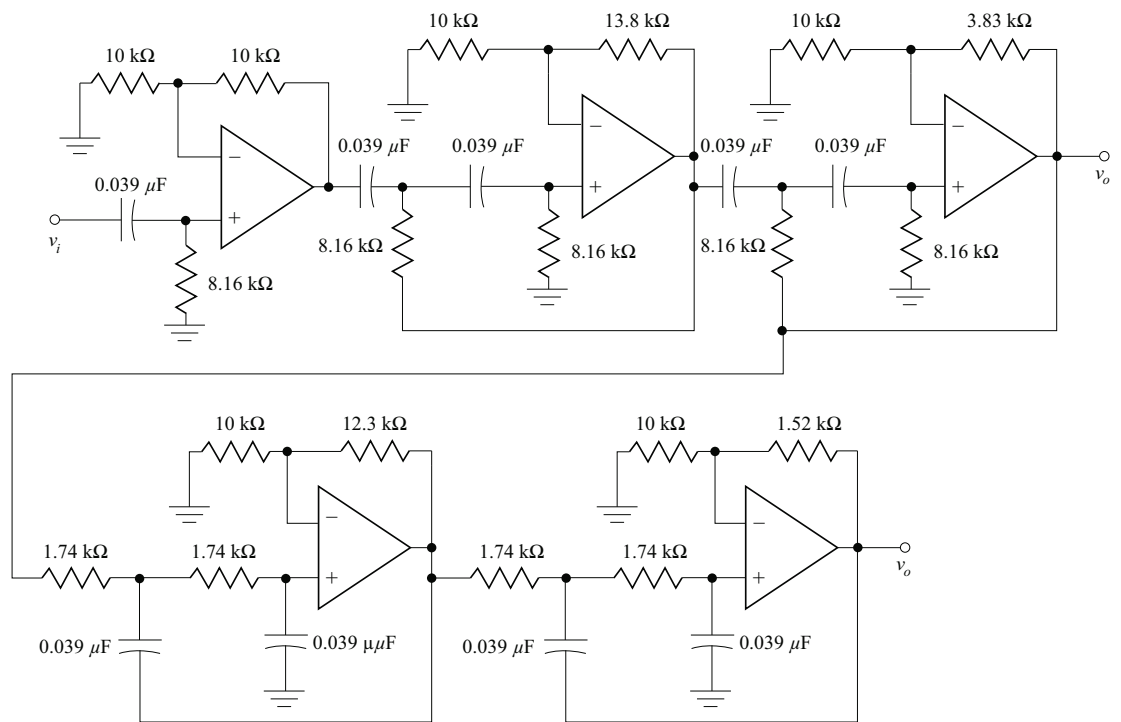 10 kΩ 13.8 kΩ 10 kΩ 3.83 kΩ
10 kΩ 10 kΩ
− − −
0.039 μF 0.039 μF 0.039 μF 0.039 μF
0.039 μF + + vo
vi +
8.16 kΩ 8.16 kΩ 8.16 kΩ 8.16 kΩ
8.16 kΩ
10 kΩ 12.3 kΩ 10 kΩ 1.52 kΩ
− −
1.74 kΩ 1.74 kΩ 1.74 kΩ 1.74 kΩ
+ + vo
0.039 μF 0.039 µμF 0.039 μF 0.039 μF